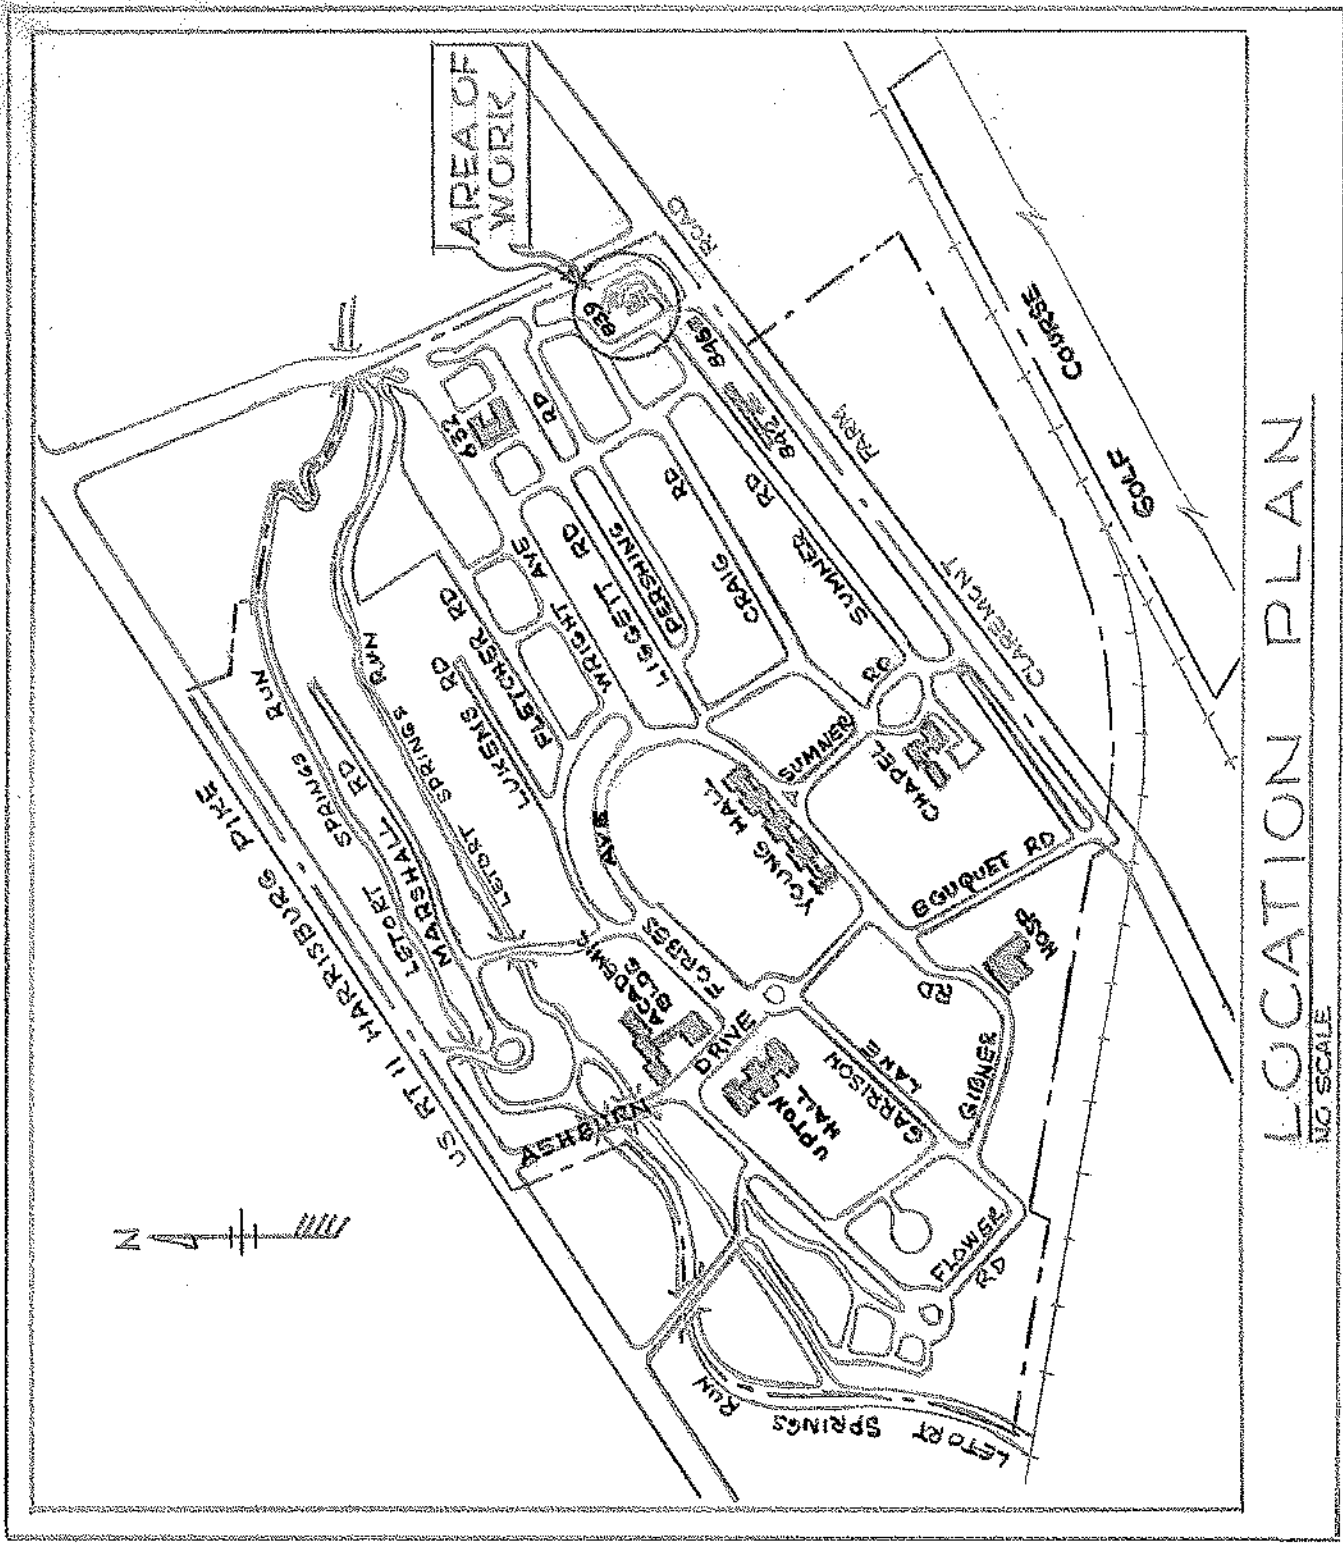 AREA OF
WORK
N
US RT 11 HARRISBURG PIKE
LETORT SPRINGS RUN
MARSHALL RD
LETORT SPRINGS RUN
LUKEMS RD
FLETCHER RD
WRIGHT AVE
LIGGETT RD
PERSHING
RD
CRAIG RD
SUMNER RD
632
839
846
842
CLAREMONT FARM ROAD
GOLF COURSE
ASHBURN DRIVE
ACADEMIC
BLDG
FORBES AVE
YOUNG HALL
SUMNER RD
CHAPEL
BOUQUET RD
HOSP
UPTON
HALL
GARRISON
LANE
GIBNER RD
FLOWER
RD
LETORT SPRINGS RUN
LOCATION PLAN
NO SCALE